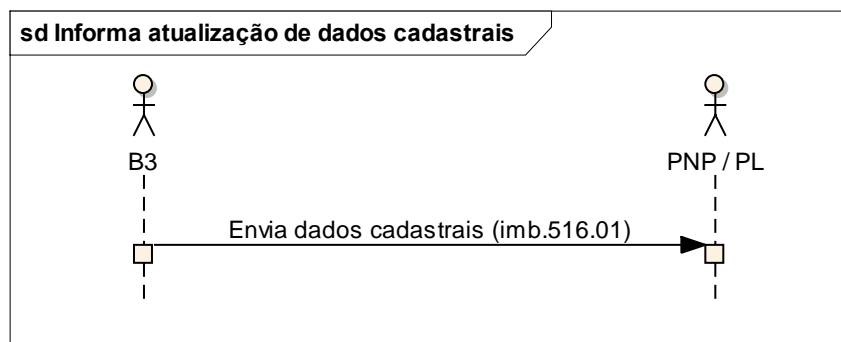 sd Informa atualização de dados cadastrais
B3
PNP / PL
Envia dados cadastrais (imb.516.01)